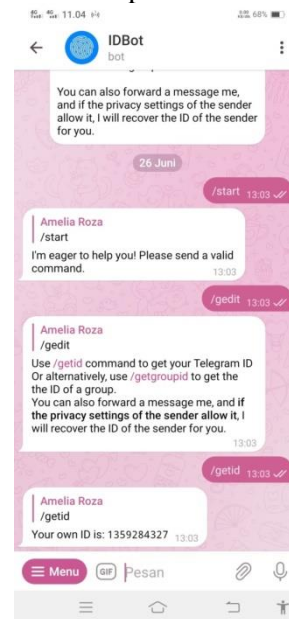 11.04
68%
IDBot
bot
You can also forward a message me,
and if the privacy settings of the sender
allow it, I will recover the ID of the sender
for you.
26 Juni
/start 13:03
Amelia Roza
/start
I'm eager to help you! Please send a valid
command.
13:03
/gedit 13:03
Amelia Roza
/gedit
Use /getid command to get your Telegram ID
Or alternatively, use /getgroupid to get the
the ID of a group.
You can also forward a message me, and if
the privacy settings of the sender allow it, I
will recover the ID of the sender for you.
13:03
/getid 13:03
Amelia Roza
/getid
Your own ID is: 1359284327 13:03
Menu GIF Pesan